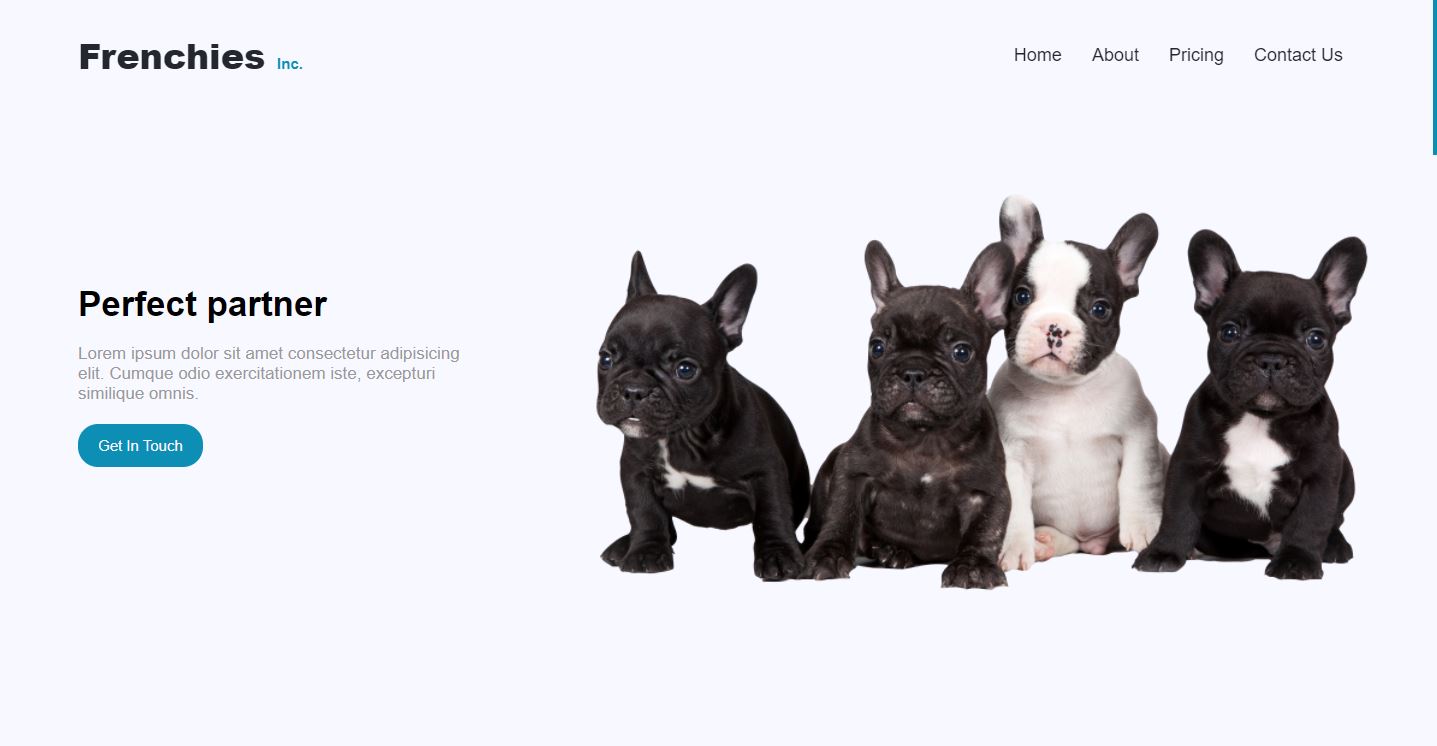 Frenchies Inc.
Home About Pricing Contact Us
Perfect partner
Lorem ipsum dolor sit amet consectetur adipisicing
elit. Cumque odio exercitationem iste, excepturi
similique omnis.
Get In Touch